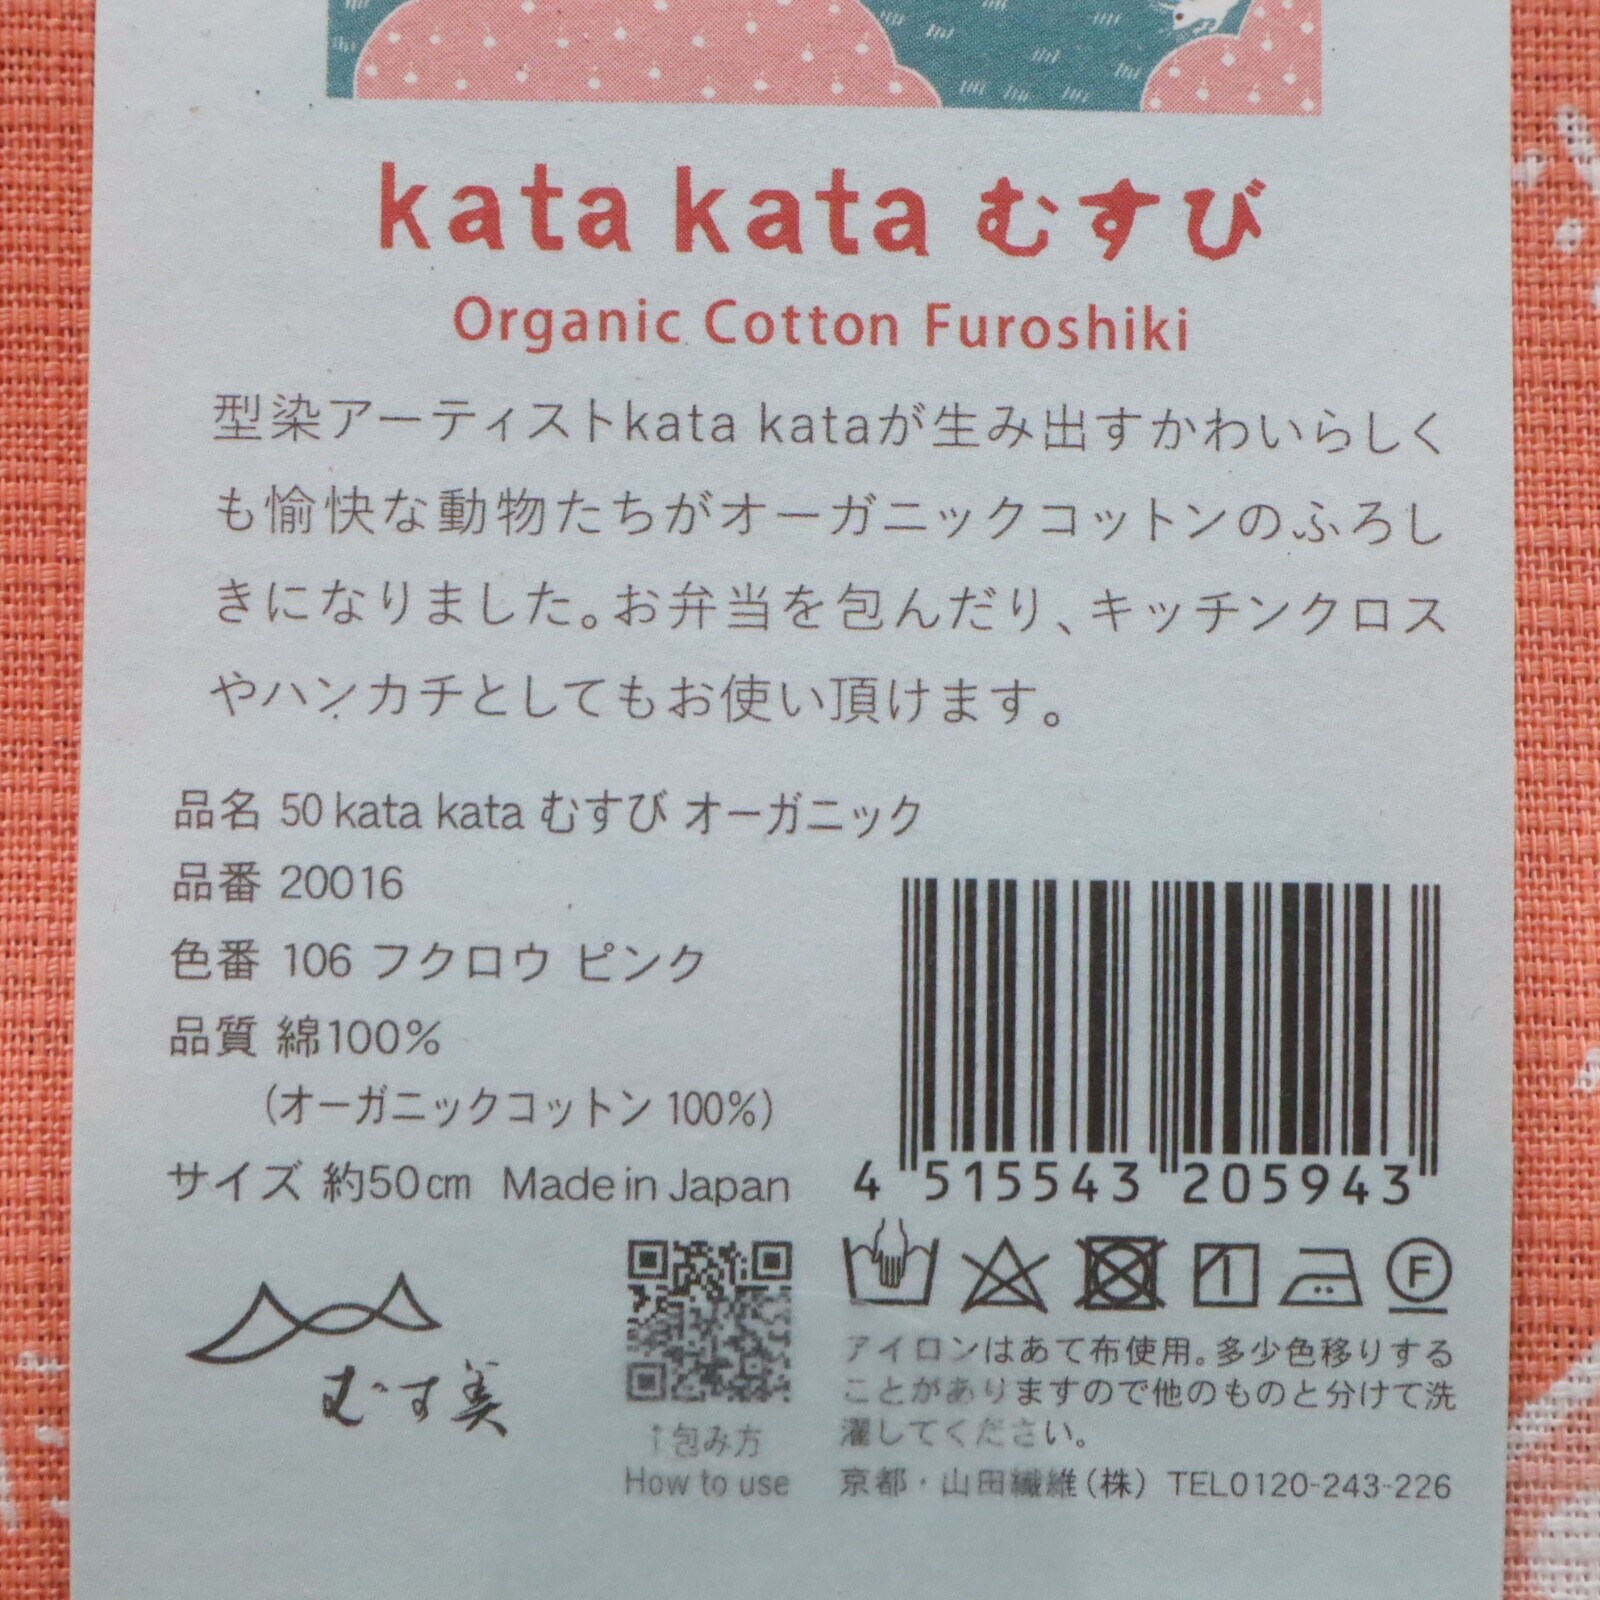 kata kata むすび
Organic Cotton Furoshiki
型染アーティストkata kataが生み出すかわいらしく
も愉快な動物たちがオーガニックコットンのふろし
きになりました。お弁当を包んだり、キッチンクロス
やハンカチとしてもお使い頂けます。
品名 50 kata kata むすび オーガニック
品番 20016
色番 106 フクロウ ピンク
品質 綿100%
(オーガニックコットン 100%)
サイズ 約50㎝ Made in Japan
4 515543 205943
F
むす美
↑包み方
How to use
アイロンはあて布使用。多少色移りする
ことがありますので他のものと分けて洗
濯してください。
京都・山田繊維(株) TEL0120-243-226